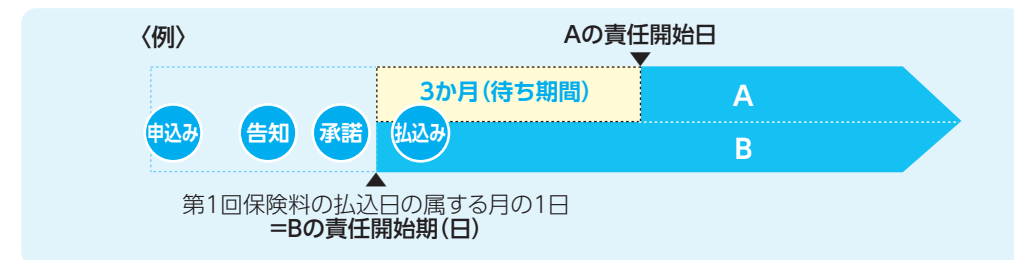 〈例〉
Aの責任開始日
3か月（待ち期間）
A
申込み
告知
承諾
払込み
B
第1回保険料の払込日の属する月の1日
＝Bの責任開始期（日）